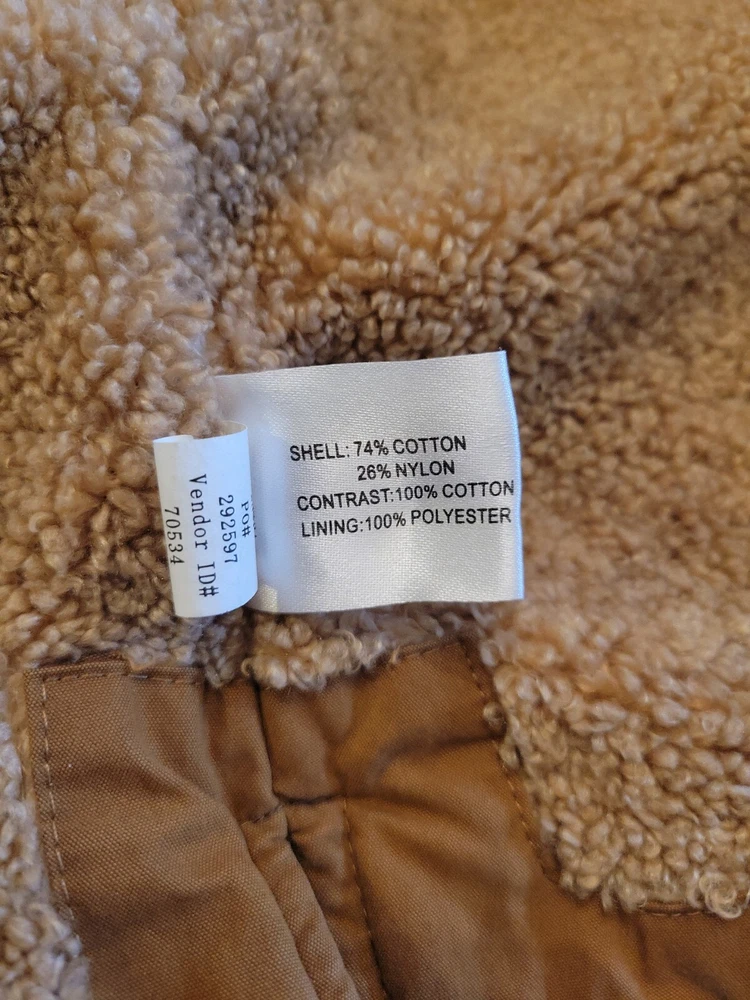 SHELL: 74% COTTON
26% NYLON
CONTRAST:100% COTTON
LINING:100% POLYESTER
PO#
292597
Vendor ID#
70534